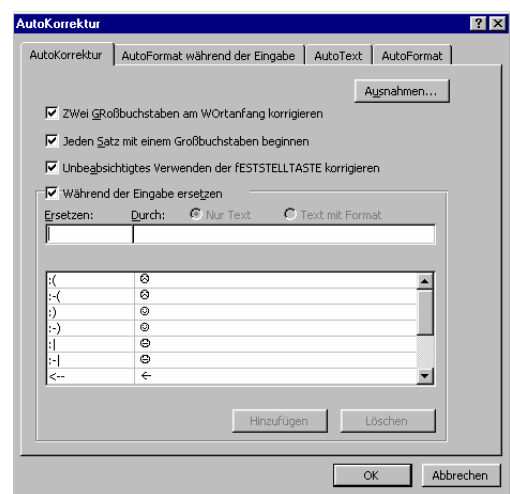 AutoKorrektur
AutoKorrektur AutoFormat während der Eingabe AutoText AutoFormat
Ausnahmen...
ZWei GRoßbuchstaben am WOrtanfang korrigieren
Jeden Satz mit einem Großbuchstaben beginnen
Unbeabsichtigtes Verwenden der fESTSTELLTASTE korrigieren
Während der Eingabe ersetzen
Ersetzen: Durch: Nur Text Text mit Format
:( ☹
:-( ☹
:) ☺
:-) ☺
:| 😐
:-| 😐
<-- ←
Hinzufügen Löschen
OK Abbrechen